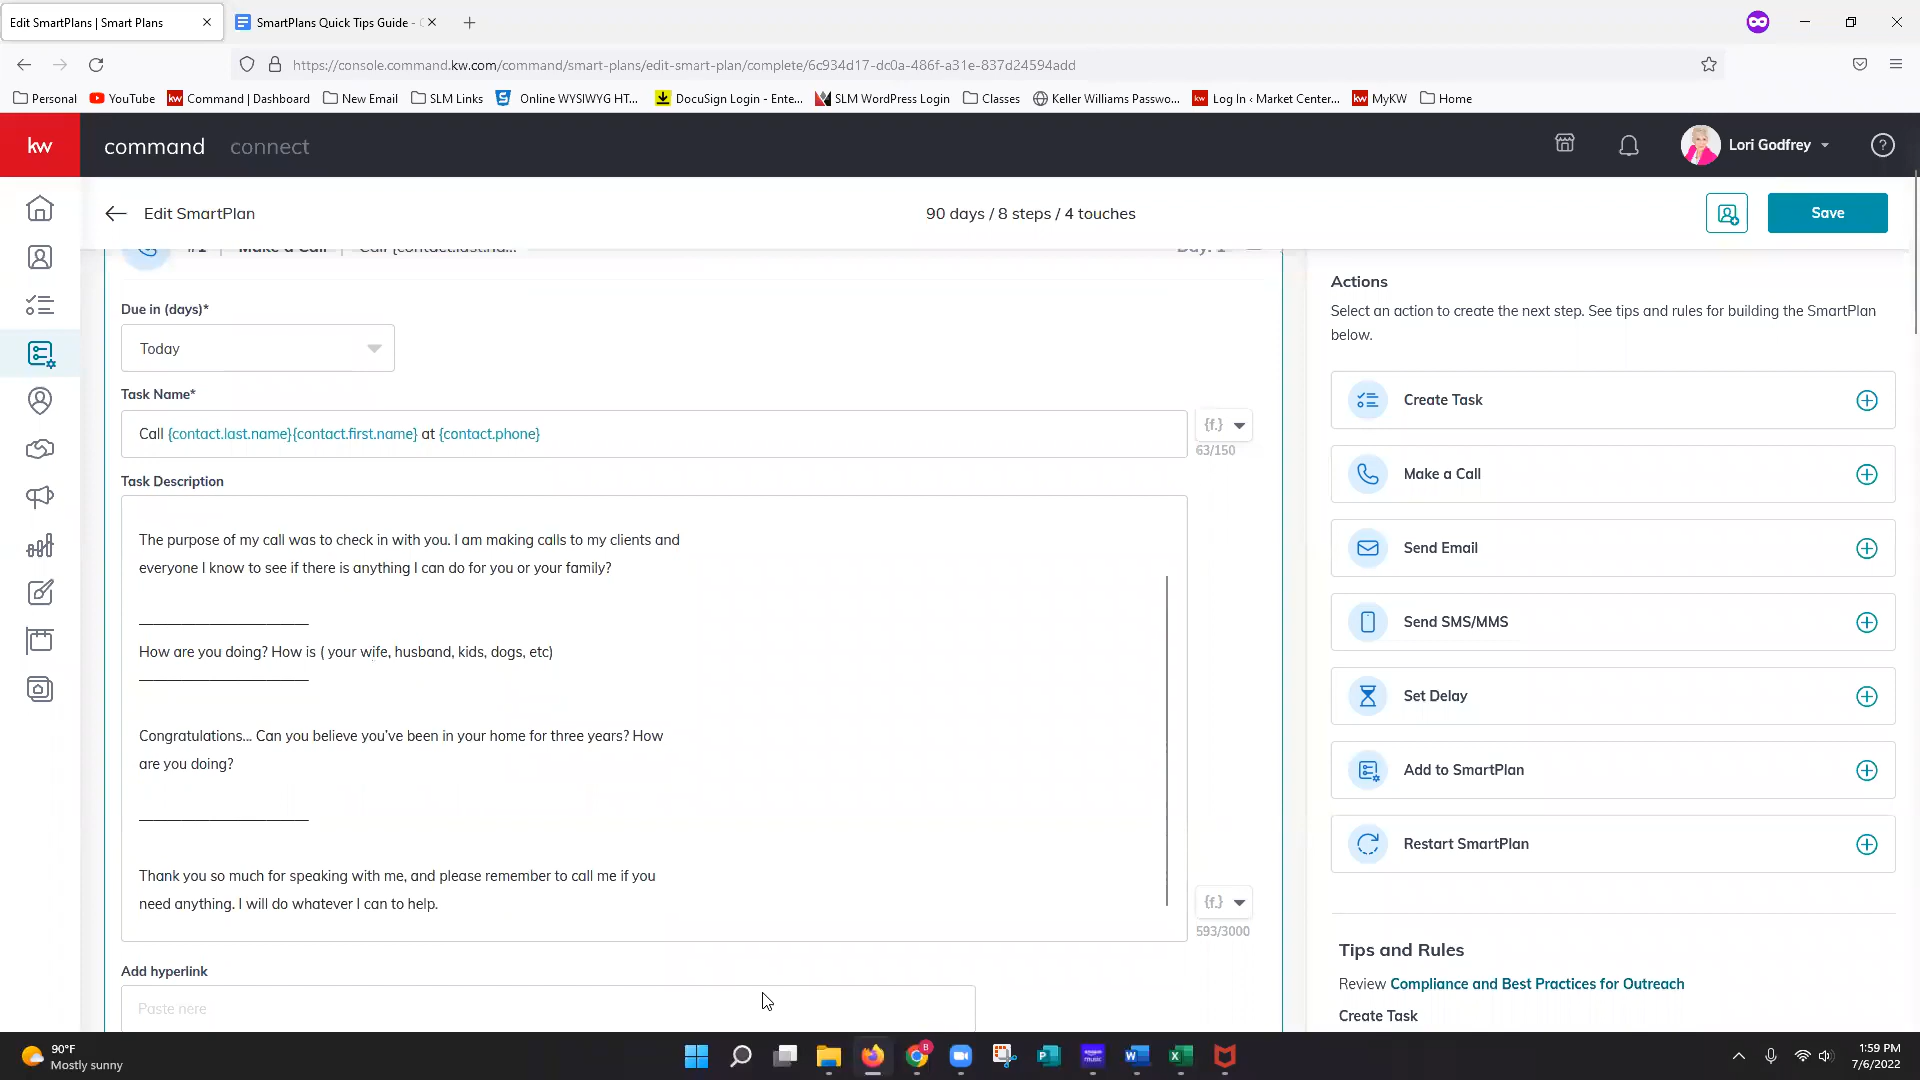 Edit SmartPlans | Smart Plans
SmartPlans Quick Tips Guide -
https://console.command.kw.com/command/smart-plans/edit-smart-plan/complete/6c934d17-dc0a-486f-a31e-837d24594add
Personal YouTube kw Command | Dashboard New Email SLM Links Online WYSIWYG HT... DocuSign Login - Ente... SLM WordPress Login Classes Keller Williams Passwo... kw Log In ‹ Market Center... kw MyKW Home
kw command connect Lori Godfrey
Edit SmartPlan 90 days / 8 steps / 4 touches Save
#1 Make a Call Call {contact.last.na... Day: 1
Due in (days)*
Today
Task Name*
Call {contact.last.name}{contact.first.name} at {contact.phone} {f.}
63/150
Task Description
The purpose of my call was to check in with you. I am making calls to my clients and
everyone I know to see if there is anything I can do for you or your family?
How are you doing? How is ( your wife, husband, kids, dogs, etc)
Congratulations... Can you believe you've been in your home for three years? How
are you doing?
Thank you so much for speaking with me, and please remember to call me if you
need anything. I will do whatever I can to help.
{f.}
593/3000
Add hyperlink
Paste here
Actions
Select an action to create the next step. See tips and rules for building the SmartPlan
below.
Create Task
Make a Call
Send Email
Send SMS/MMS
Set Delay
Add to SmartPlan
Restart SmartPlan
Tips and Rules
Review Compliance and Best Practices for Outreach
Create Task
90°F
Mostly sunny
1:59 PM
7/6/2022